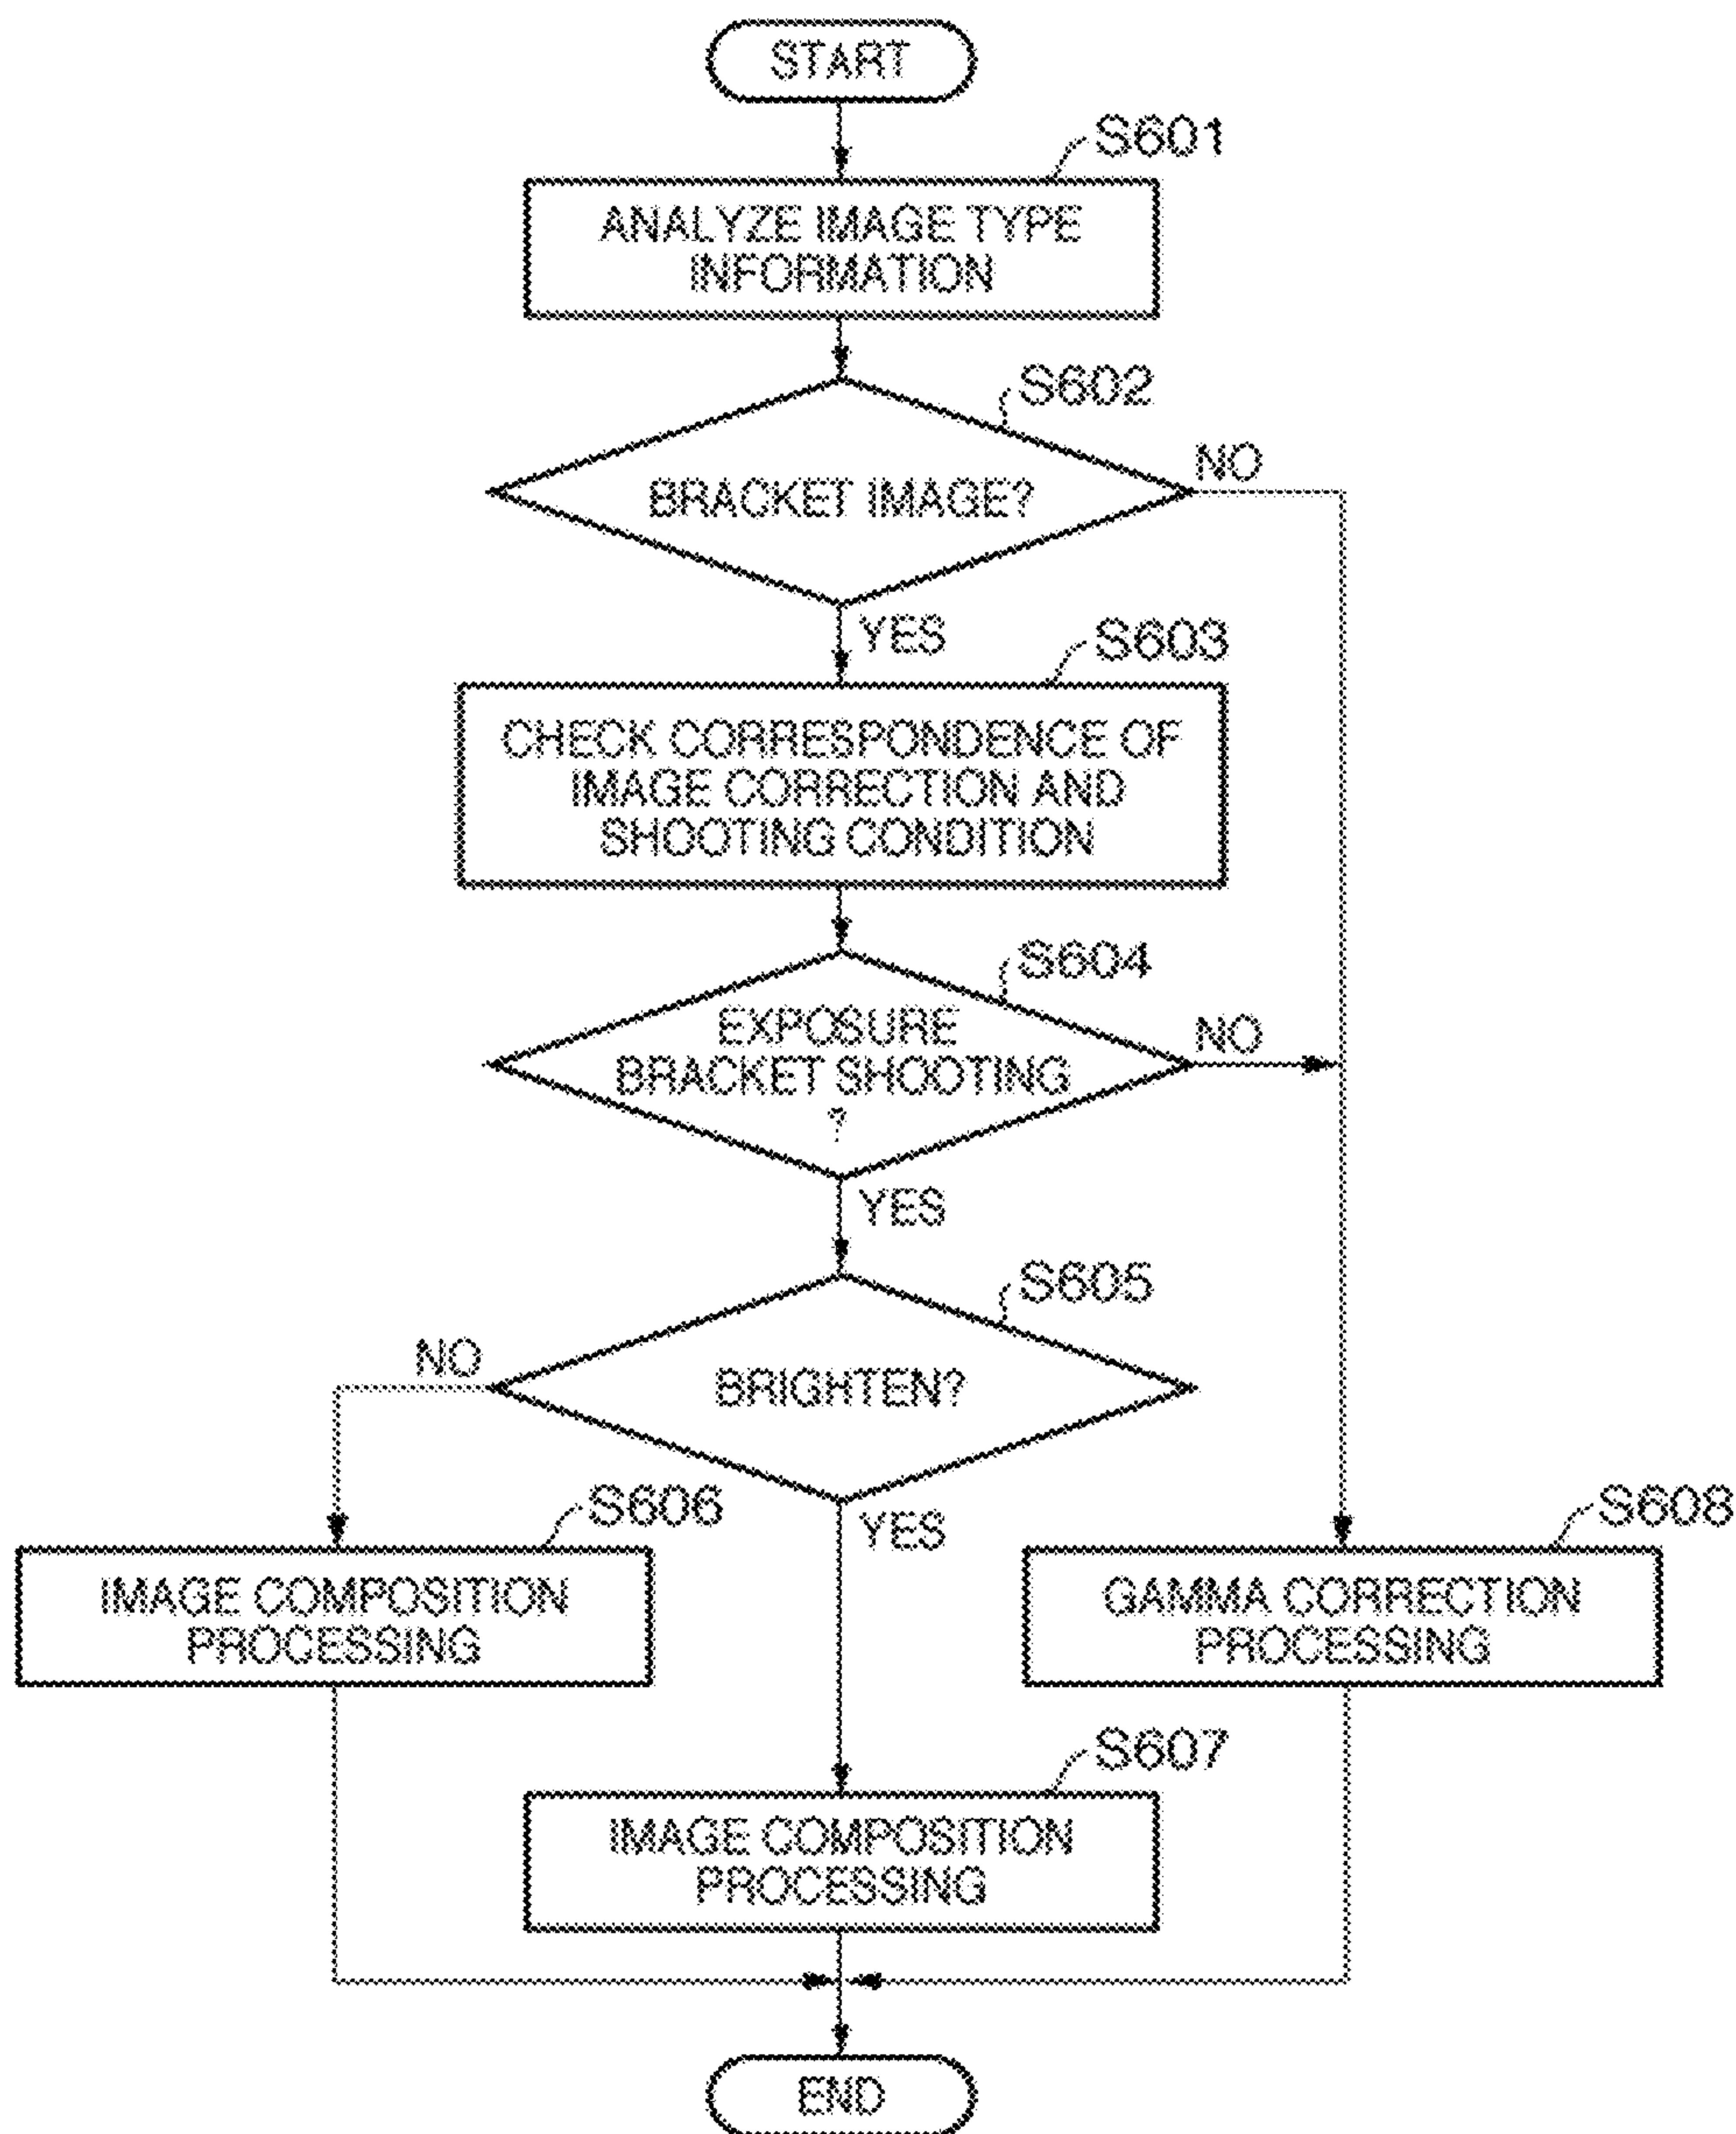 START
S601
ANALYZE IMAGE TYPE
INFORMATION
S602
BRACKET IMAGE?
NO
YES
S603
CHECK CORRESPONDENCE OF
IMAGE CORRECTION AND
SHOOTING CONDITION
S604
EXPOSURE
BRACKET SHOOTING
?
NO
YES
S605
BRIGHTEN?
NO
YES
S606
IMAGE COMPOSITION
PROCESSING
S608
GAMMA CORRECTION
PROCESSING
S607
IMAGE COMPOSITION
PROCESSING
END